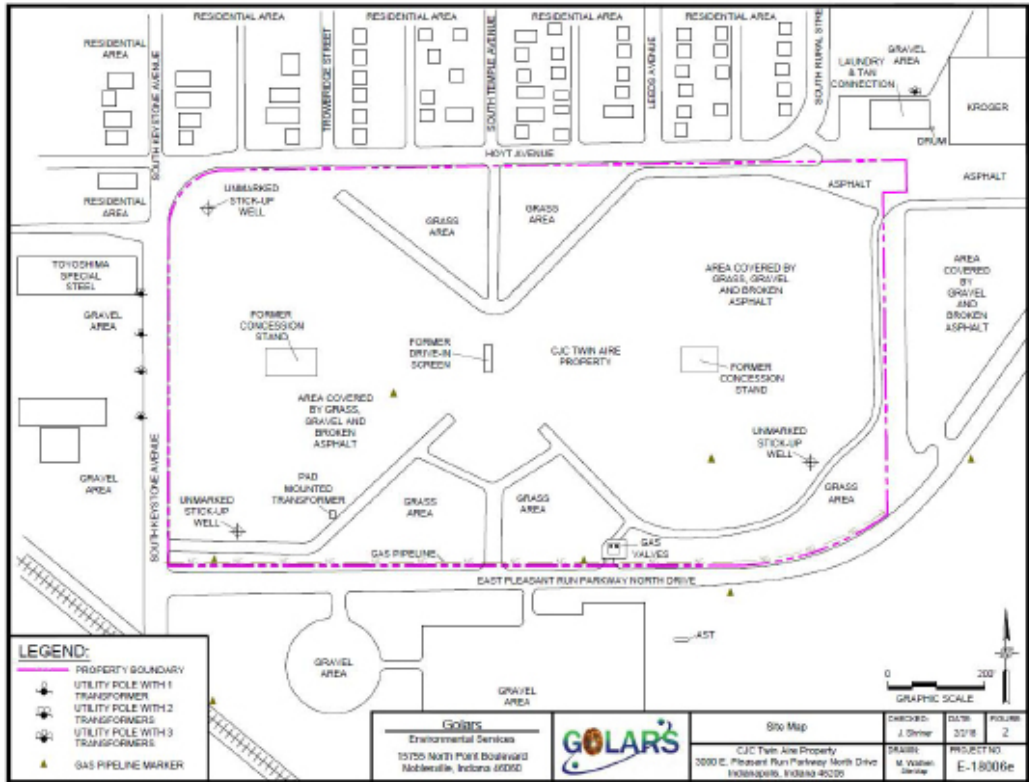 RESIDENTIAL AREA
RESIDENTIAL AREA
RESIDENTIAL AREA
RESIDENTIAL AREA
RESIDENTIAL
AREA
SOUTH KEYSTONE AVENUE
TROWBRIDGE STREET
SOUTH TEMPLE AVENUE
LEEDS AVENUE
SOUTH RURAL STRE
GRAVEL
AREA
LAUNDRY
& TAN
CONNECTION
KROGER
DRUM
HOYT AVENUE
ASPHALT
ASPHALT
RESIDENTIAL
AREA
UNMARKED
STICK-UP
WELL
GRASS
AREA
GRASS
AREA
TOYOSHIMA
SPECIAL
STEEL
AREA COVERED BY
GRASS, GRAVEL
AND BROKEN
ASPHALT
AREA
COVERED
BY
GRAVEL
AND
BROKEN
ASPHALT
GRAVEL
AREA
FORMER
CONCESSION
STAND
FORMER
DRIVE-IN
SCREEN
CJC TWIN AIRE
PROPERTY
FORMER
CONCESSION
STAND
AREA COVERED
BY GRASS,
GRAVEL AND
BROKEN
ASPHALT
UNMARKED
STICK-UP
WELL
GRAVEL
AREA
SOUTH KEYSTONE AVENUE
PAD
MOUNTED
TRANSFORMER
UNMARKED
STICK-UP
WELL
GRASS
AREA
GRASS
AREA
GRASS
AREA
GAS
VALVES
GAS PIPELINE
EAST PLEASANT RUN PARKWAY NORTH DRIVE
AST
GRAVEL
AREA
GRAVEL
AREA
LEGEND:
PROPERTY BOUNDARY
UTILITY POLE WITH 1
TRANSFORMER
UTILITY POLE WITH 2
TRANSFORMERS
UTILITY POLE WITH 3
TRANSFORMERS
GAS PIPELINE MARKER
0 200'
GRAPHIC SCALE
Golars
Environmental Services
15755 North Point Boulevard
Noblesville, Indiana 46060
GOLARS
Site Map
CJC Twin Aire Property
3000 E. Pleasant Run Parkway North Drive
Indianapolis, Indiana
CHECKED:
J. Shriner
DATE:
FIGURE
2
DRAWN:
M. Walden
PROJECT NO.
E-18006e